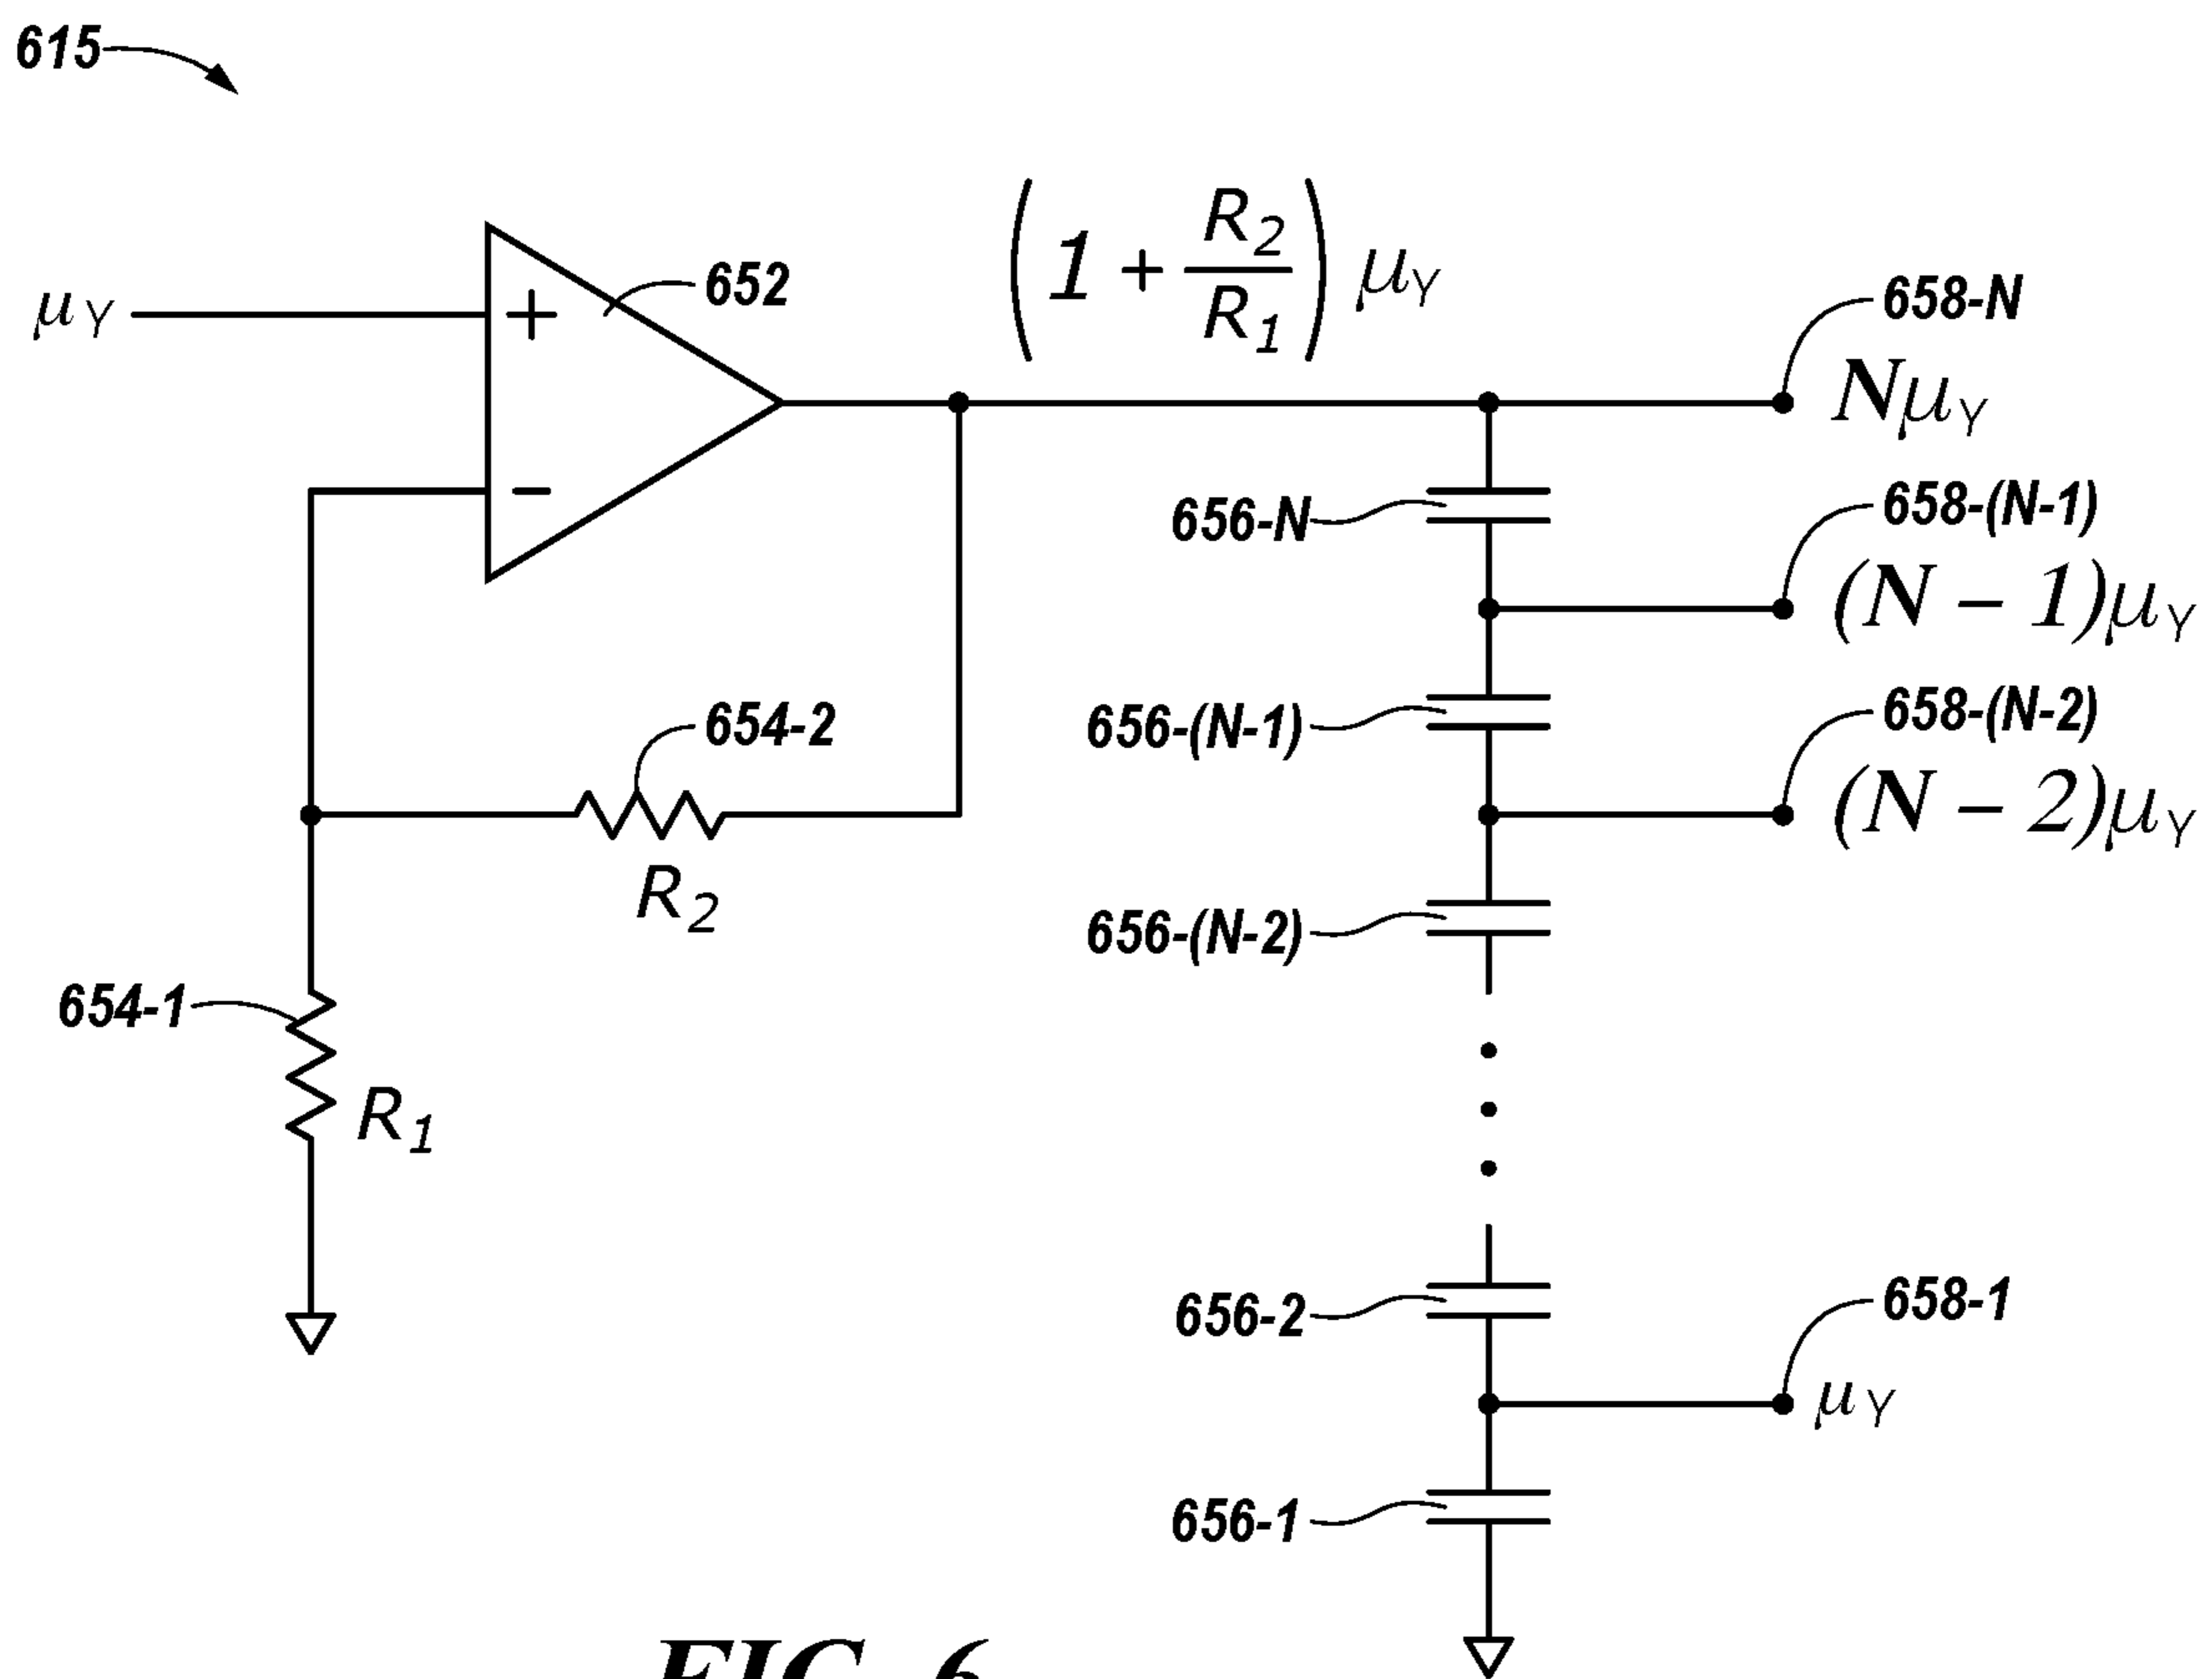 615
μY
+
652
(1 + R2/R1) μY
658-N
NμY
−
656-N
658-(N-1)
(N − 1)μY
654-2
656-(N-1)
658-(N-2)
(N − 2)μY
R2
656-(N-2)
654-1
R1
656-2
658-1
μY
656-1
FIG. 6